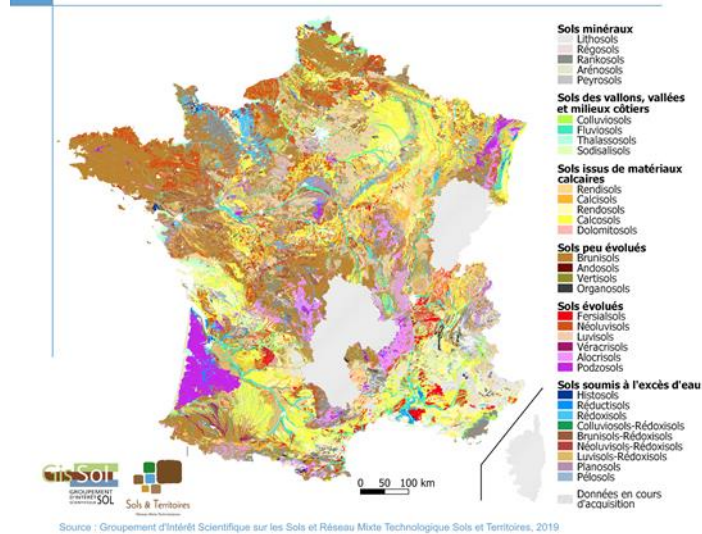 Sols minéraux
Lithosols
Régosols
Rankosols
Arénosols
Peyrosols
Sols des vallons, vallées
et milieux côtiers
Colluviosols
Fluviosols
Thalassosols
Sodisalisols
Sols issus de matériaux
calcaires
Rendisols
Calcisols
Rendosols
Calcosols
Dolomitosols
Sols peu évolués
Brunisols
Andosols
Vertisols
Organosols
Sols évolués
Fersialsols
Néoluvisols
Luvisols
Véracrisols
Alocrisols
Podzosols
Sols soumis à l'excès d'eau
Histosols
Réductisols
Rédoxisols
Colluviosols-Rédoxisols
Brunisols-Rédoxisols
Néoluvisols-Rédoxisols
Luvisols-Rédoxisols
Planosols
Pélosols
Données en cours
d'acquisition
0 50 100 km
GisSol
GROUPEMENT
D'INTÉRÊT
SCIENTIFIQUE SOL
Sols & Territoires
Source : Groupement d'Intérêt Scientifique sur les Sols et Réseau Mixte Technologique Sols et Territoires, 2019